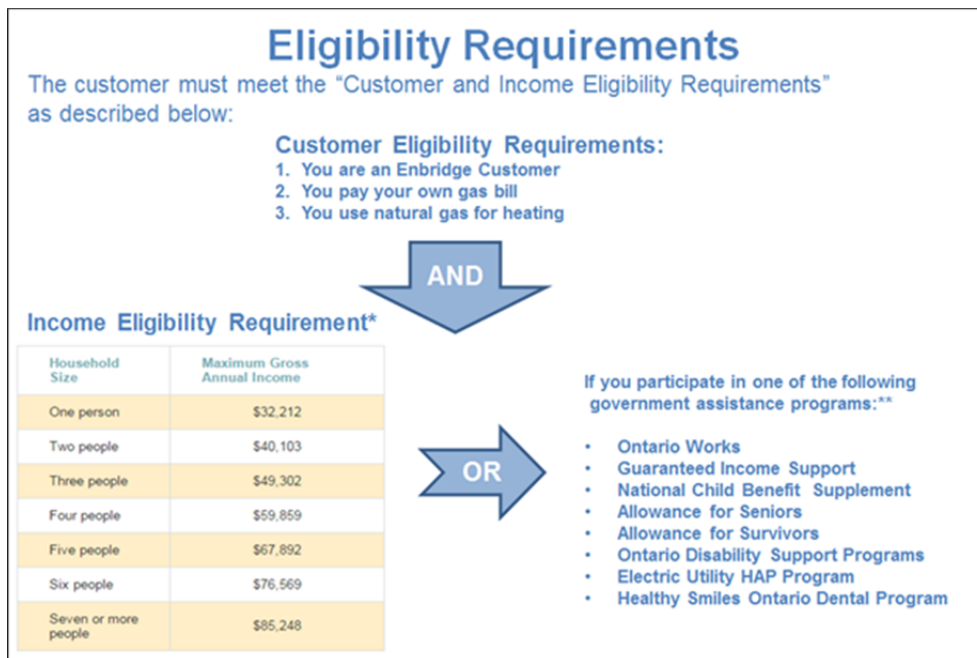 Eligibility Requirements
The customer must meet the “Customer and Income Eligibility Requirements”
as described below:
Customer Eligibility Requirements:
1. You are an Enbridge Customer
2. You pay your own gas bill
3. You use natural gas for heating
AND
Income Eligibility Requirement*
Household
Size
Maximum Gross
Annual Income
One person $32,212
Two people $40,103
Three people $49,302
Four people $59,859
Five people $67,892
Six people $76,569
Seven or more
people
$85,248
OR
If you participate in one of the following
government assistance programs:**
• Ontario Works
• Guaranteed Income Support
• National Child Benefit Supplement
• Allowance for Seniors
• Allowance for Survivors
• Ontario Disability Support Programs
• Electric Utility HAP Program
• Healthy Smiles Ontario Dental Program